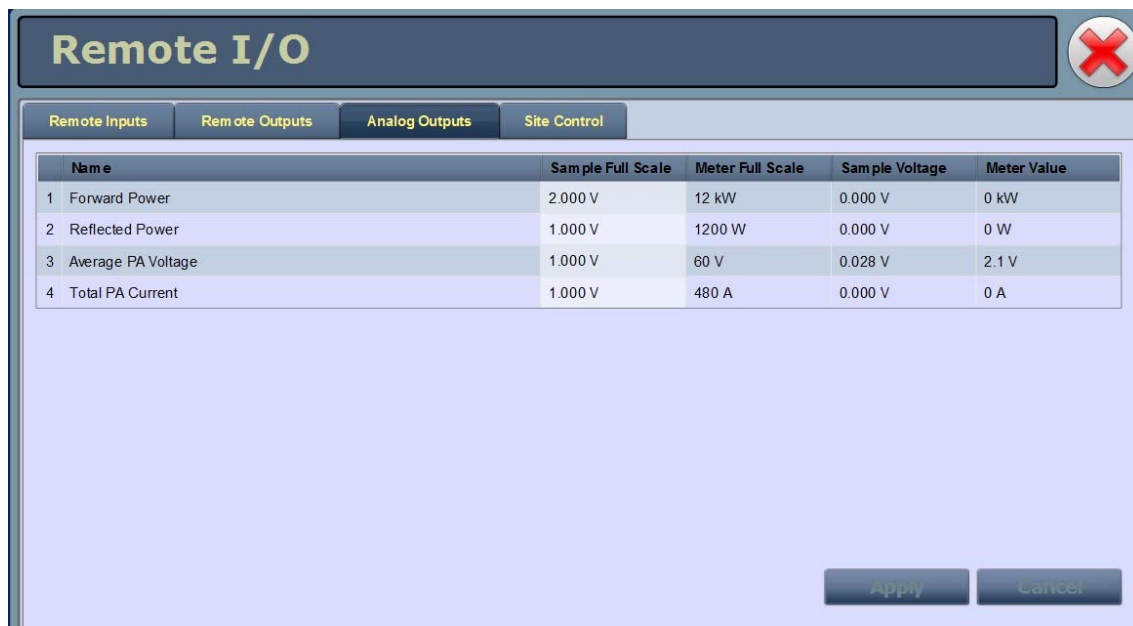 Remote I/O
Remote Inputs Remote Outputs Analog Outputs Site Control
Name Sample Full Scale Meter Full Scale Sample Voltage Meter Value
1 Forward Power 2.000 V 12 kW 0.000 V 0 kW
2 Reflected Power 1.000 V 1200 W 0.000 V 0 W
3 Average PA Voltage 1.000 V 60 V 0.028 V 2.1 V
4 Total PA Current 1.000 V 480 A 0.000 V 0 A
Apply Cancel